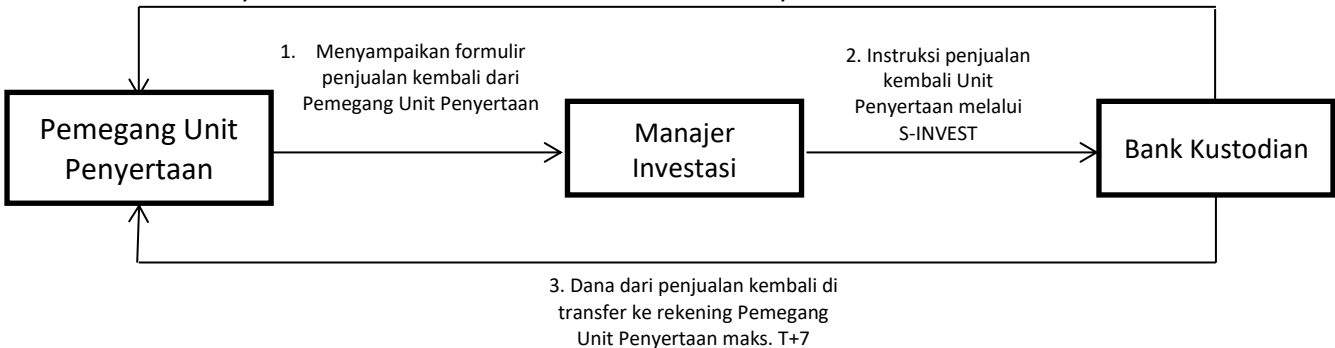 1. Menyampaikan formulir
penjualan kembali dari
Pemegang Unit Penyertaan
2. Instruksi penjualan
kembali Unit
Penyertaan melalui
S-INVEST
Pemegang Unit
Penyertaan
Manajer
Investasi
Bank Kustodian
3. Dana dari penjualan kembali di
transfer ke rekening Pemegang
Unit Penyertaan maks. T+7